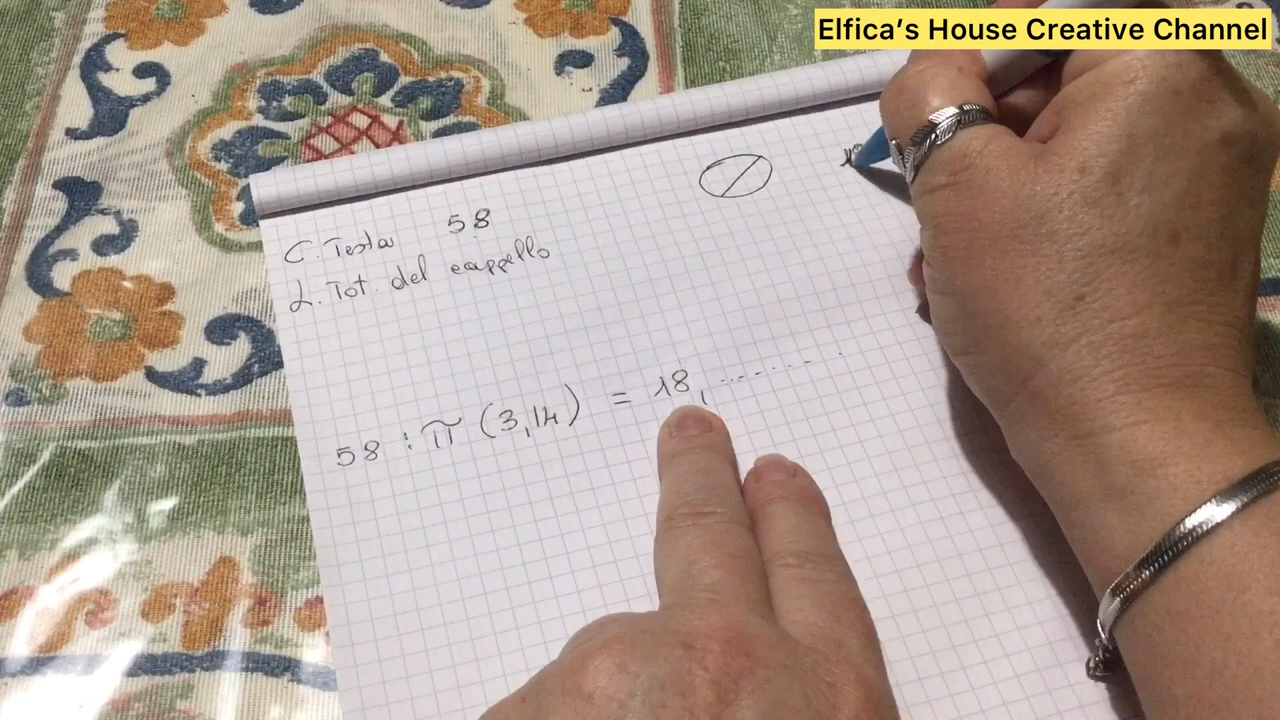 Elfica’s House Creative Channel
C. Testa 58
L. Tot. del cappello
58 : π (3,14) = 18, .......